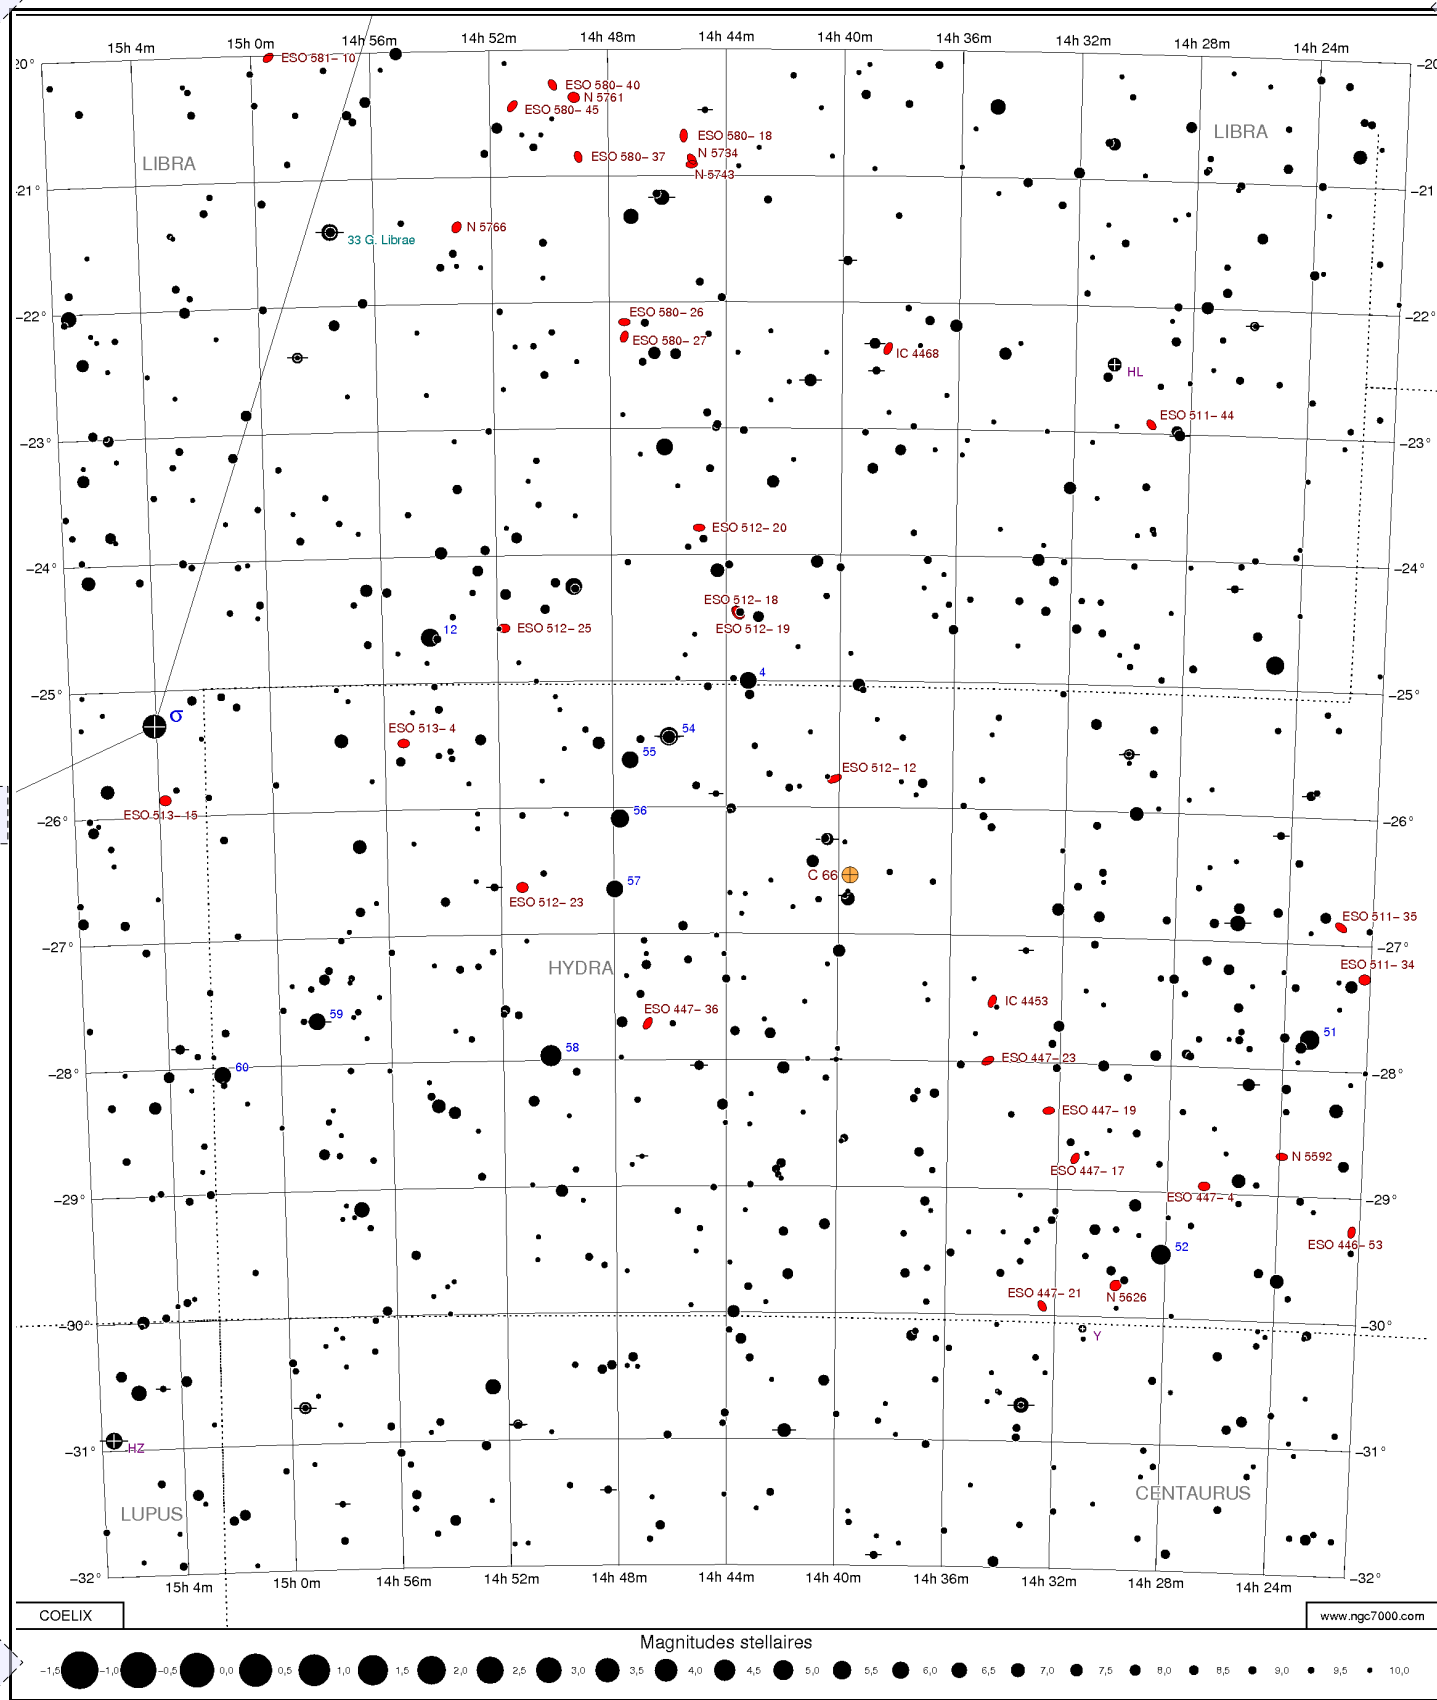 15h 4m 15h 0m 14h 56m 14h 52m 14h 48m 14h 44m 14h 40m 14h 36m 14h 32m 14h 28m 14h 24m
20° −20
ESO 581−10
ESO 580−40
N 5761
ESO 580−45
LIBRA
ESO 580−18
LIBRA
N 5734
ESO 580−37
N 5743
−21° −21
N 5766
33 G. Librae
−22° −22°
ESO 580−26
ESO 580−27
IC 4468
HL
ESO 511−44
−23° −23°
ESO 512−20
−24° −24°
ESO 512−18
12
ESO 512−25
ESO 512−19
4
−25° −25°
σ
ESO 513−4
54
55
ESO 512−12
ESO 513−15
56
−26° −26°
C 66
57
ESO 512−23
ESO 511−35
−27° −27°
HYDRA
ESO 511−34
IC 4453
ESO 447−36
59
51
58
ESO 447−23
60
−28° −28°
ESO 447−19
N 5592
ESO 447−17
−29° −29°
ESO 447−4
52
ESO 446−53
ESO 447−21
N 5626
−30° −30°
Y
HZ
−31° −31°
CENTAURUS
LUPUS
−32° −32°
15h 4m 15h 0m 14h 56m 14h 52m 14h 48m 14h 44m 14h 40m 14h 36m 14h 32m 14h 28m 14h 24m
COELIX www.ngc7000.com
Magnitudes stellaires
−1,5 −1,0 −0,5 0,0 0,5 1,0 1,5 2,0 2,5 3,0 3,5 4,0 4,5 5,0 5,5 6,0 6,5 7,0 7,5 8,0 8,5 9,0 9,5 10,0